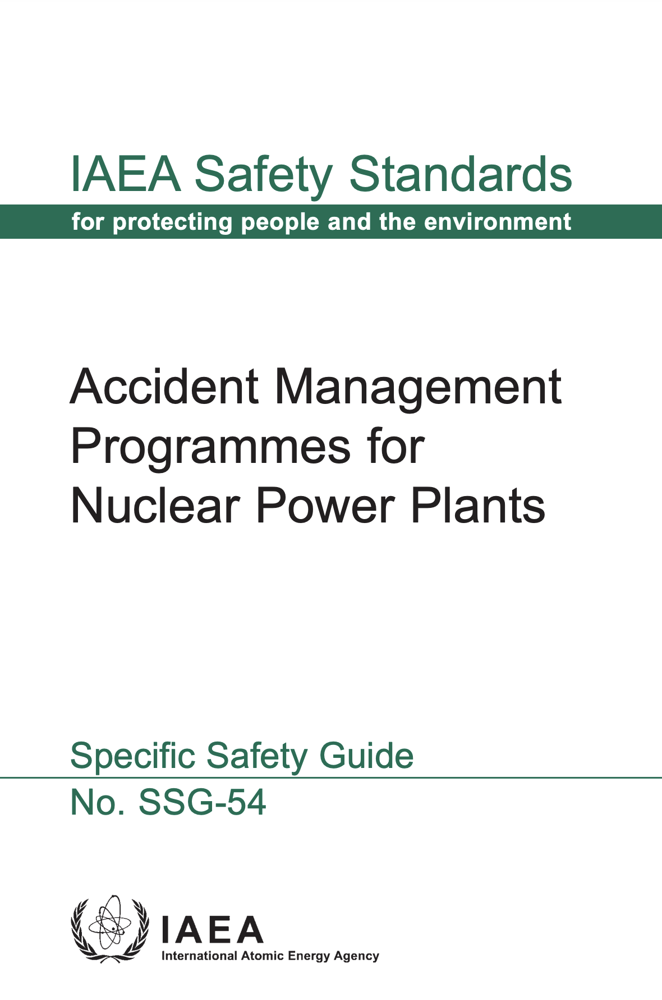 IAEA Safety Standards
for protecting people and the environment
Accident Management
Programmes for
Nuclear Power Plants
Specific Safety Guide
No. SSG-54
IAEA
International Atomic Energy Agency